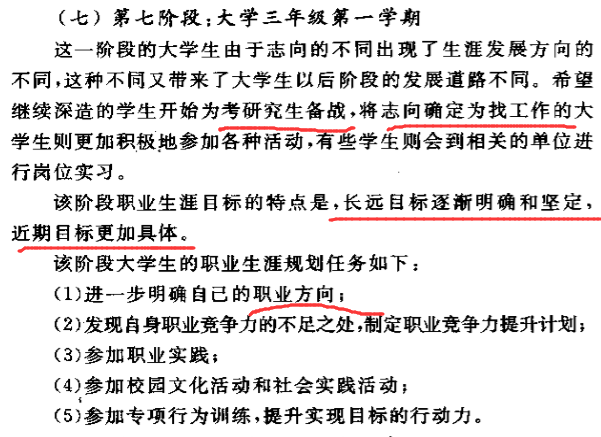 （七）第七阶段：大学三年级第一学期
这一阶段的大学生由于志向的不同出现了生涯发展方向的
不同，这种不同又带来了大学生以后阶段的发展道路不同。希望
继续深造的学生开始为考研究生备战，将志向确定为找工作的大
学生则更加积极地参加各种活动，有些学生则会到相关的单位进
行岗位实习。
该阶段职业生涯目标的特点是，长远目标逐渐明确和坚定，
近期目标更加具体。
该阶段大学生的职业生涯规划任务如下：
(1)进一步明确自己的职业方向；
(2)发现自身职业竞争力的不足之处，制定职业竞争力提升计划；
(3)参加职业实践；
(4)参加校园文化活动和社会实践活动；
(5)参加专项行为训练，提升实现目标的行动力。